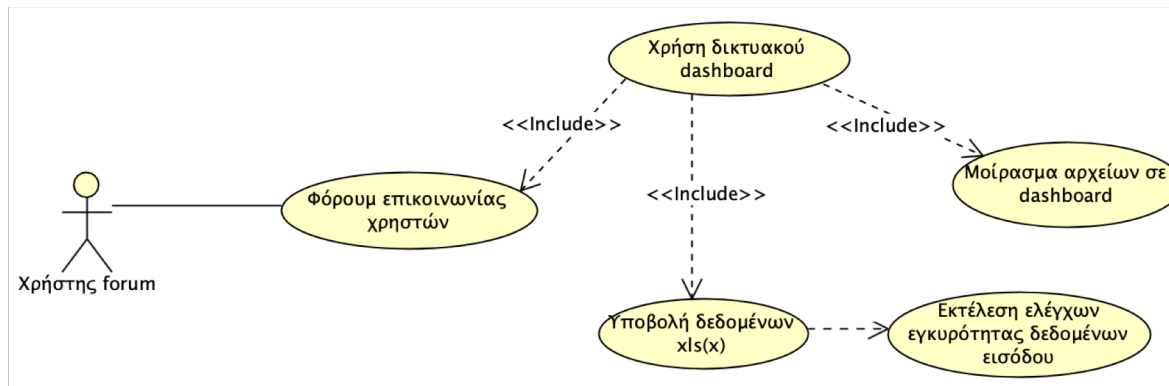 Χρήση δικτυακού
dashboard
<<Include>>
<<Include>>
Μοίρασμα αρχείων σε
dashboard
Φόρουμ επικοινωνίας
χρηστών
<<Include>>
Χρήστης forum
Υποβολή δεδομένων
xls(x)
Εκτέλεση ελέγχων
εγκυρότητας δεδομένων
εισόδου